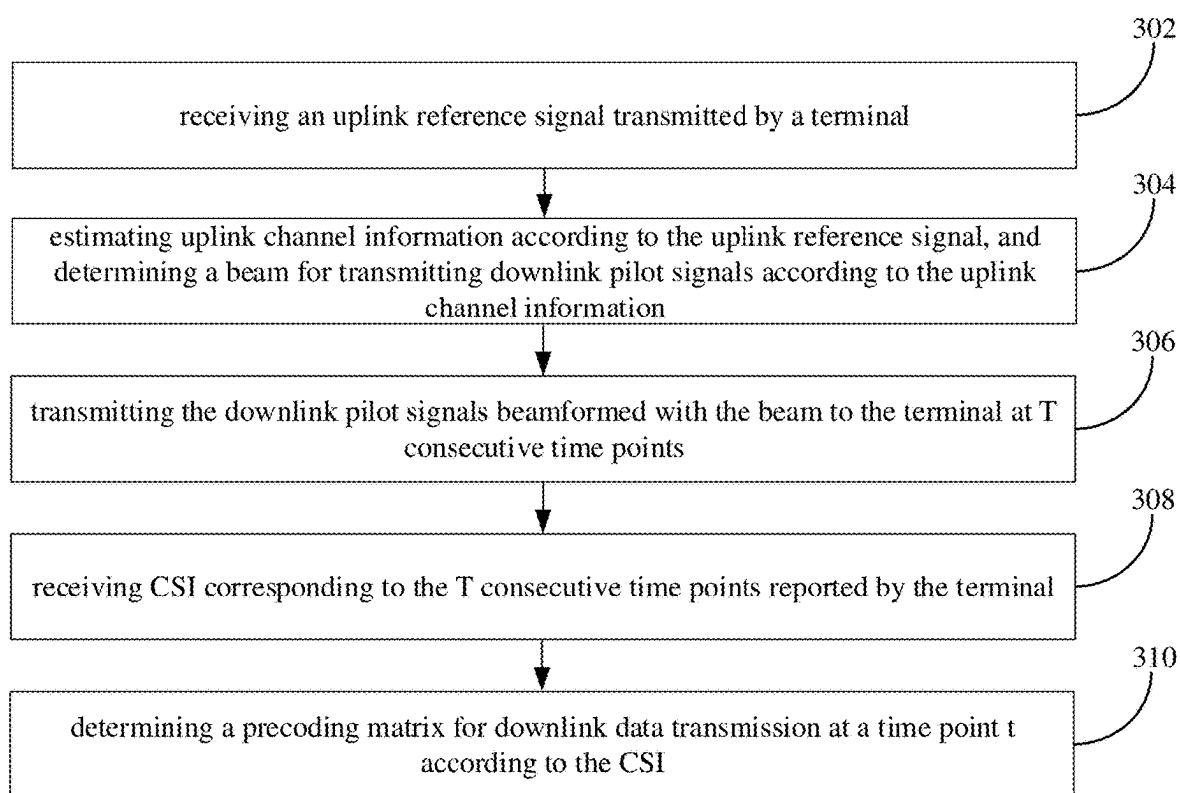 302
receiving an uplink reference signal transmitted by a terminal
304
estimating uplink channel information according to the uplink reference signal, and
determining a beam for transmitting downlink pilot signals according to the uplink
channel information
306
transmitting the downlink pilot signals beamformed with the beam to the terminal at T
consecutive time points
308
receiving CSI corresponding to the T consecutive time points reported by the terminal
310
determining a precoding matrix for downlink data transmission at a time point t
according to the CSI